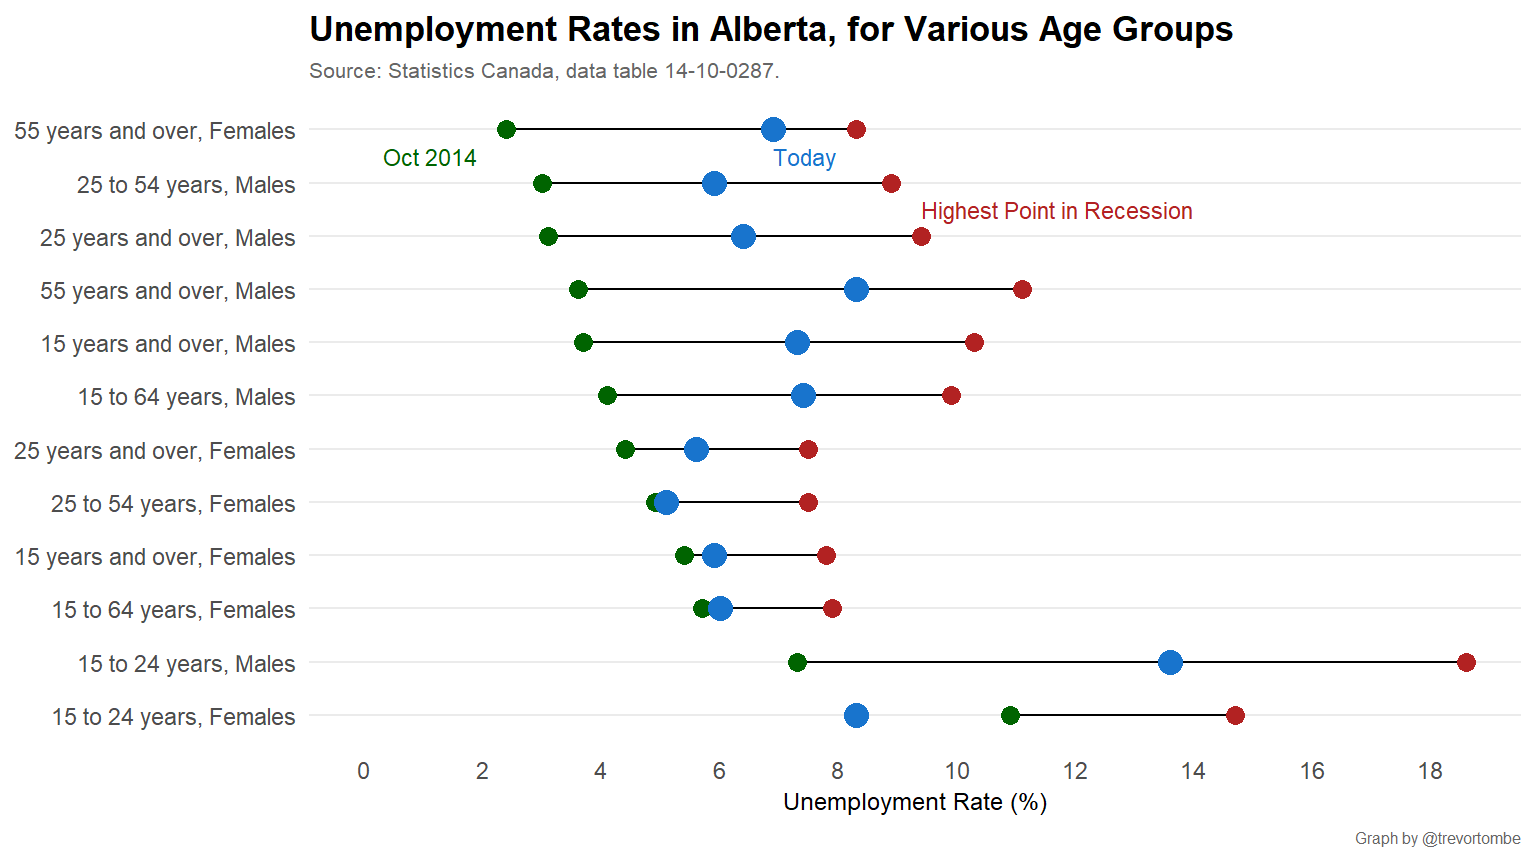 Unemployment Rates in Alberta, for Various Age Groups
Source: Statistics Canada, data table 14-10-0287.
55 years and over, Females
Oct 2014
Today
25 to 54 years, Males
Highest Point in Recession
25 years and over, Males
55 years and over, Males
15 years and over, Males
15 to 64 years, Males
25 years and over, Females
25 to 54 years, Females
15 years and over, Females
15 to 64 years, Females
15 to 24 years, Males
15 to 24 years, Females
0 2 4 6 8 10 12 14 16 18
Unemployment Rate (%)
Graph by @trevortombe